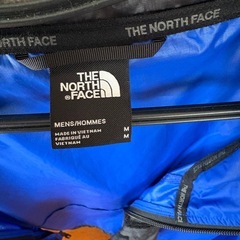 THE NORTH FACE
THE NORTH FACE
THE
NORTH
FACE
®
MENS/HOMMES
MADE IN VIETNAM M
FABRIQUÉ AU M
VIETNAM